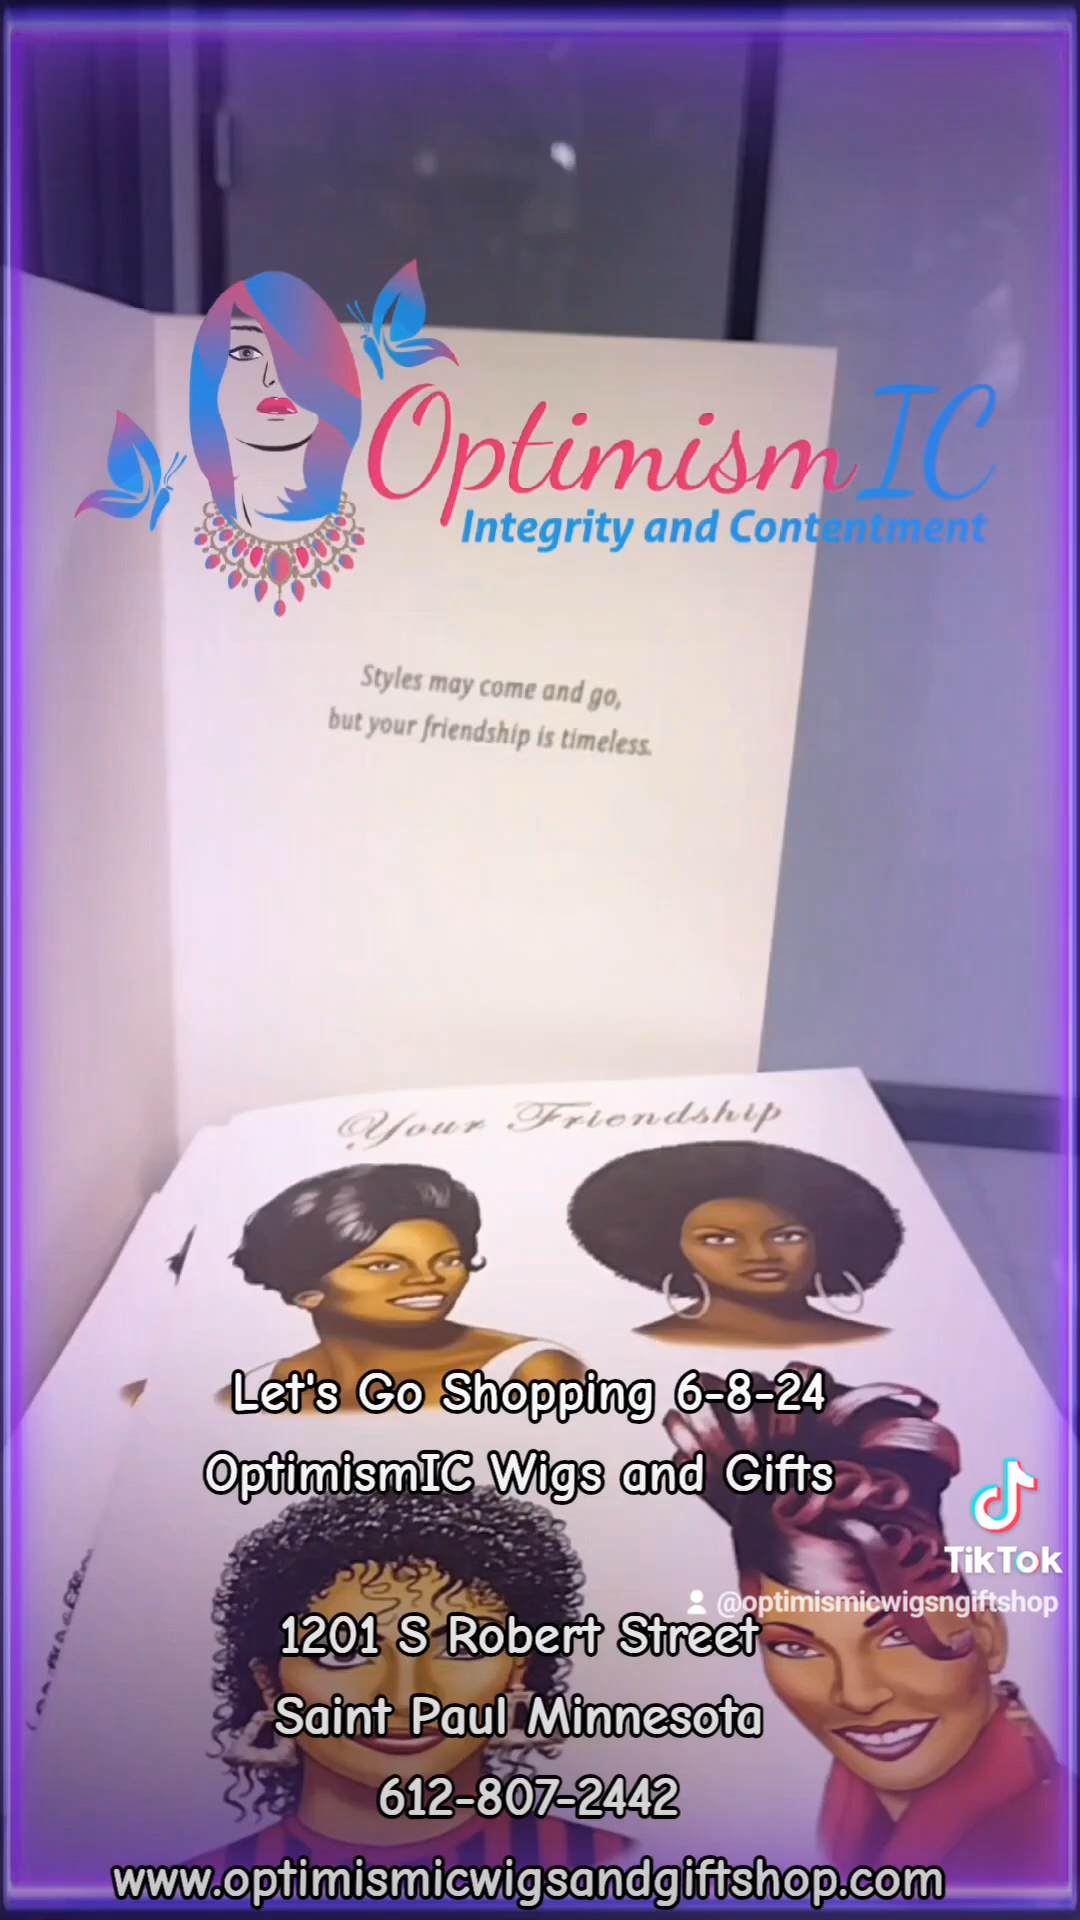 Optimism IC
Integrity and Contentment
Styles may come and go,
but your friendship is timeless.
Your Friendship
Let's Go Shopping 6-8-24
OptimismIC Wigs and Gifts
TikTok
@optimismicwigsngiftshop
1201 S Robert Street
Saint Paul Minnesota
612-807-2442
www.optimismicwigsandgiftshop.com